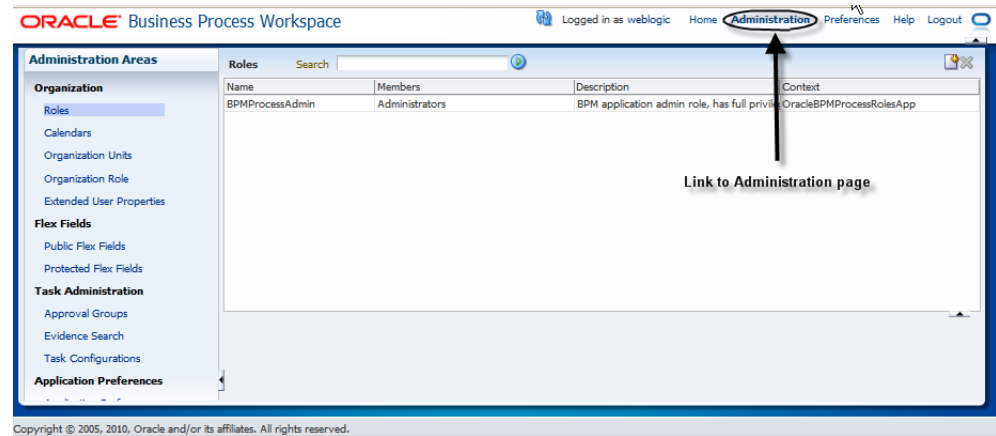 ORACLE® Business Process Workspace
Logged in as weblogic Home Administration Preferences Help Logout
Administration Areas
Roles Search
Organization
Name Members Description Context
Roles
BPMProcessAdmin Administrators BPM application admin role, has full OracleBPMProcessRolesApp
Calendars
Organization Units
Organization Role
Link to Administration page
Extended User Properties
Flex Fields
Public Flex Fields
Protected Flex Fields
Task Administration
Approval Groups
Evidence Search
Task Configurations
Application Preferences
Copyright © 2005, 2010, Oracle and/or its affiliates. All rights reserved.